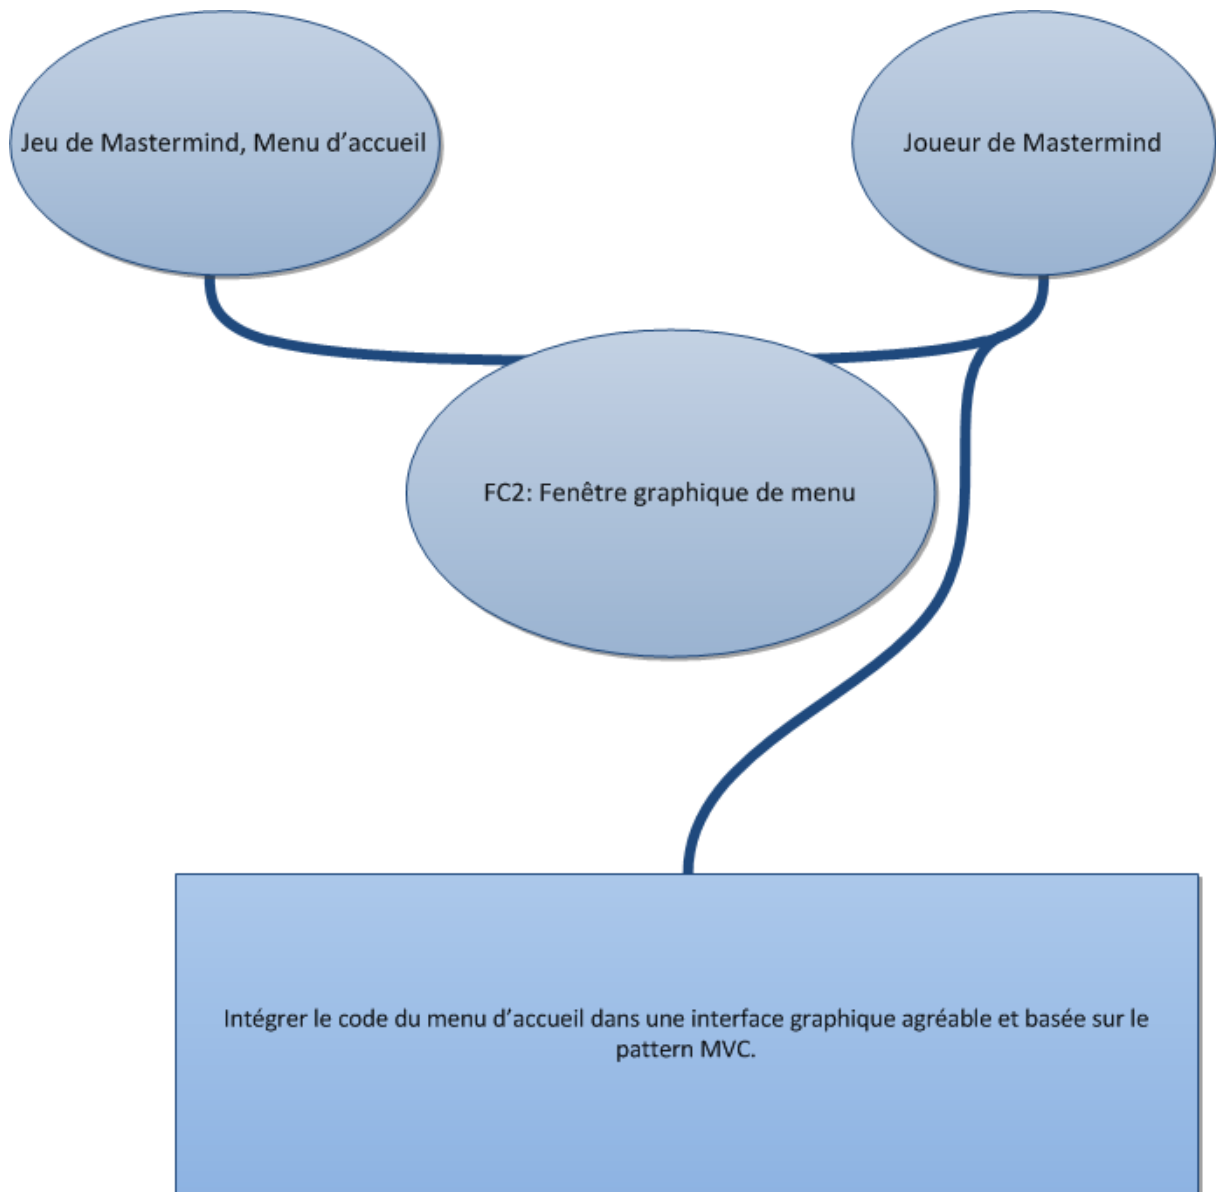 Jeu de Mastermind, Menu d’accueil
Joueur de Mastermind
FC2: Fenêtre graphique de menu
Intégrer le code du menu d’accueil dans une interface graphique agréable et basée sur le
pattern MVC.